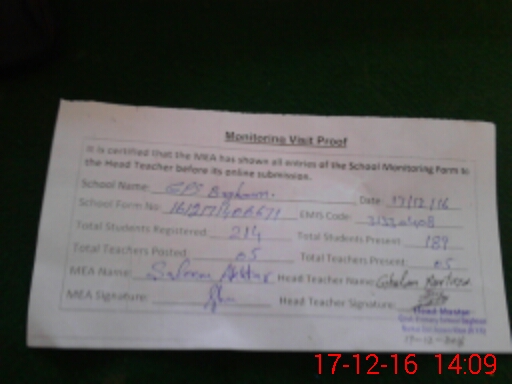 Monitoring Visit Proof
It is certified that the MEA has shown all entries of the School Monitoring Form to
the Head Teacher before its online submission.
School Name: GPS Date 17/12/16
School Form No: EMIS Code:
Total Students Registered: 214 Total Students Present: 189
Total Teachers Posted: 05 Total Teachers Present: 05
MEA Name: Saleem Akhtar Head Teacher Name: Ghulam
MEA Signature: Head Teacher Signature:
Head Master
17-12-16 14:09